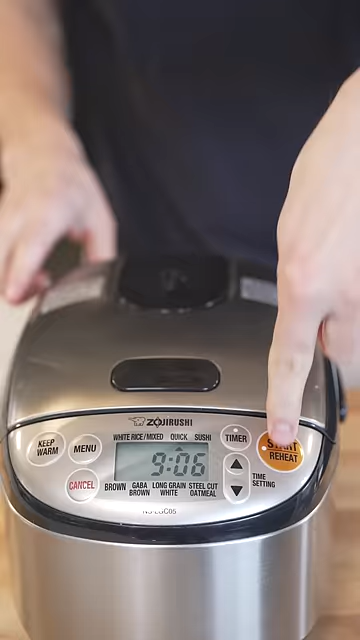 ZOJIRUSHI
KEEP WARM
MENU
CANCEL
WHITE RICE/MIXED QUICK SUSHI
9:06
BROWN GABA BROWN LONG GRAIN WHITE STEEL CUT OATMEAL
TIMER
TIME SETTING
START REHEAT